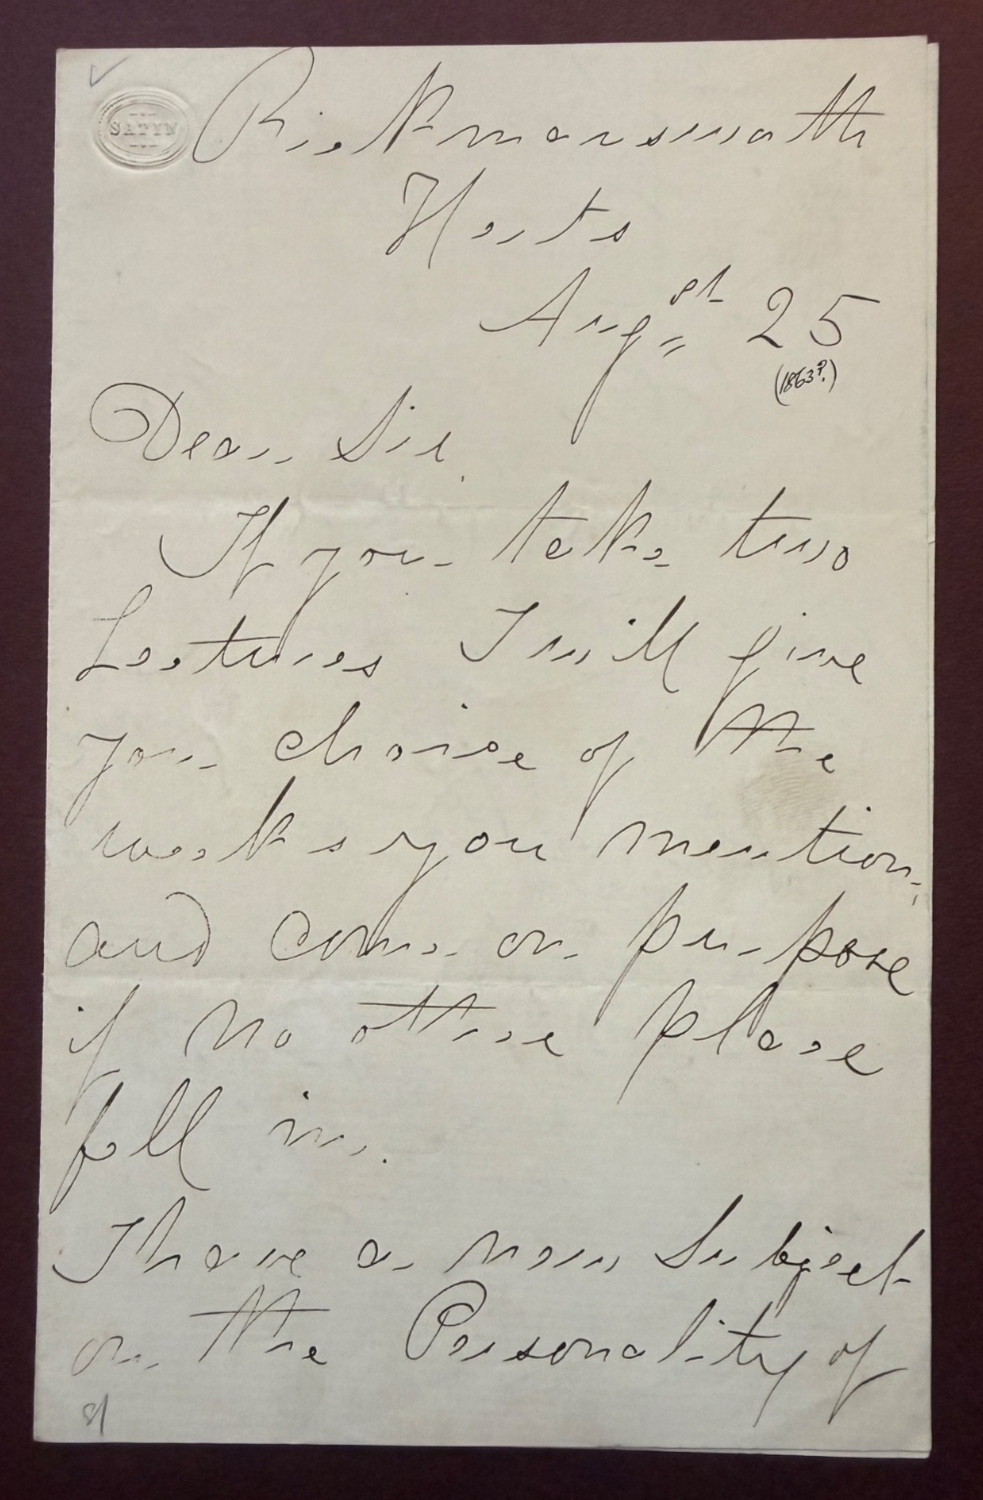 SATIN
Rickmansworth
Herts
Augst 25
(1863?.)
Dear Sir
If you take two
Lectures I will give
you choice of the
weeks you mention,
and come on purpose
if no other place
fall in.
I have a new Subject
on the Personality of